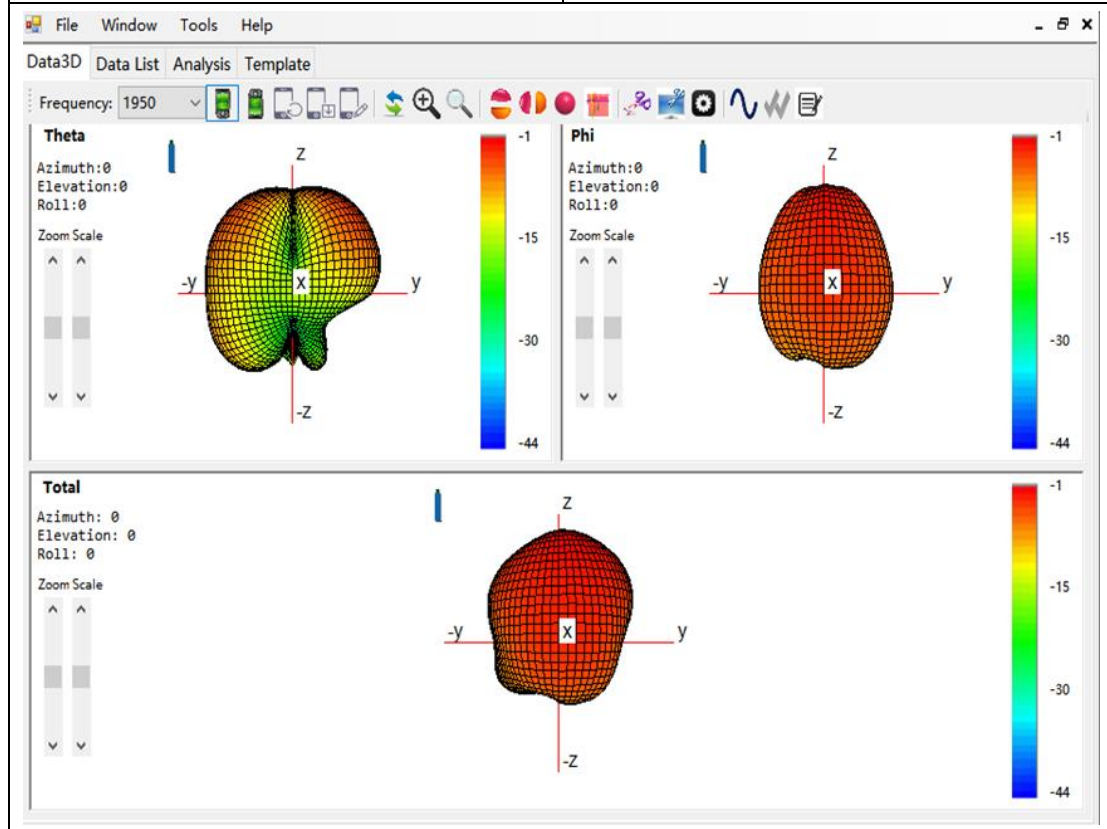 File Window Tools Help
Data3D Data List Analysis Template
Frequency: 1950
Theta
Azimuth:0
Elevation:0
Roll:0
Zoom Scale
z
-y
x
y
-z
-1
-15
-30
-44
Phi
Azimuth:0
Elevation:0
Roll:0
Zoom Scale
z
-y
x
y
-z
-1
-15
-30
-44
Total
Azimuth: 0
Elevation: 0
Roll: 0
Zoom Scale
z
-y
x
y
-z
-1
-15
-30
-44